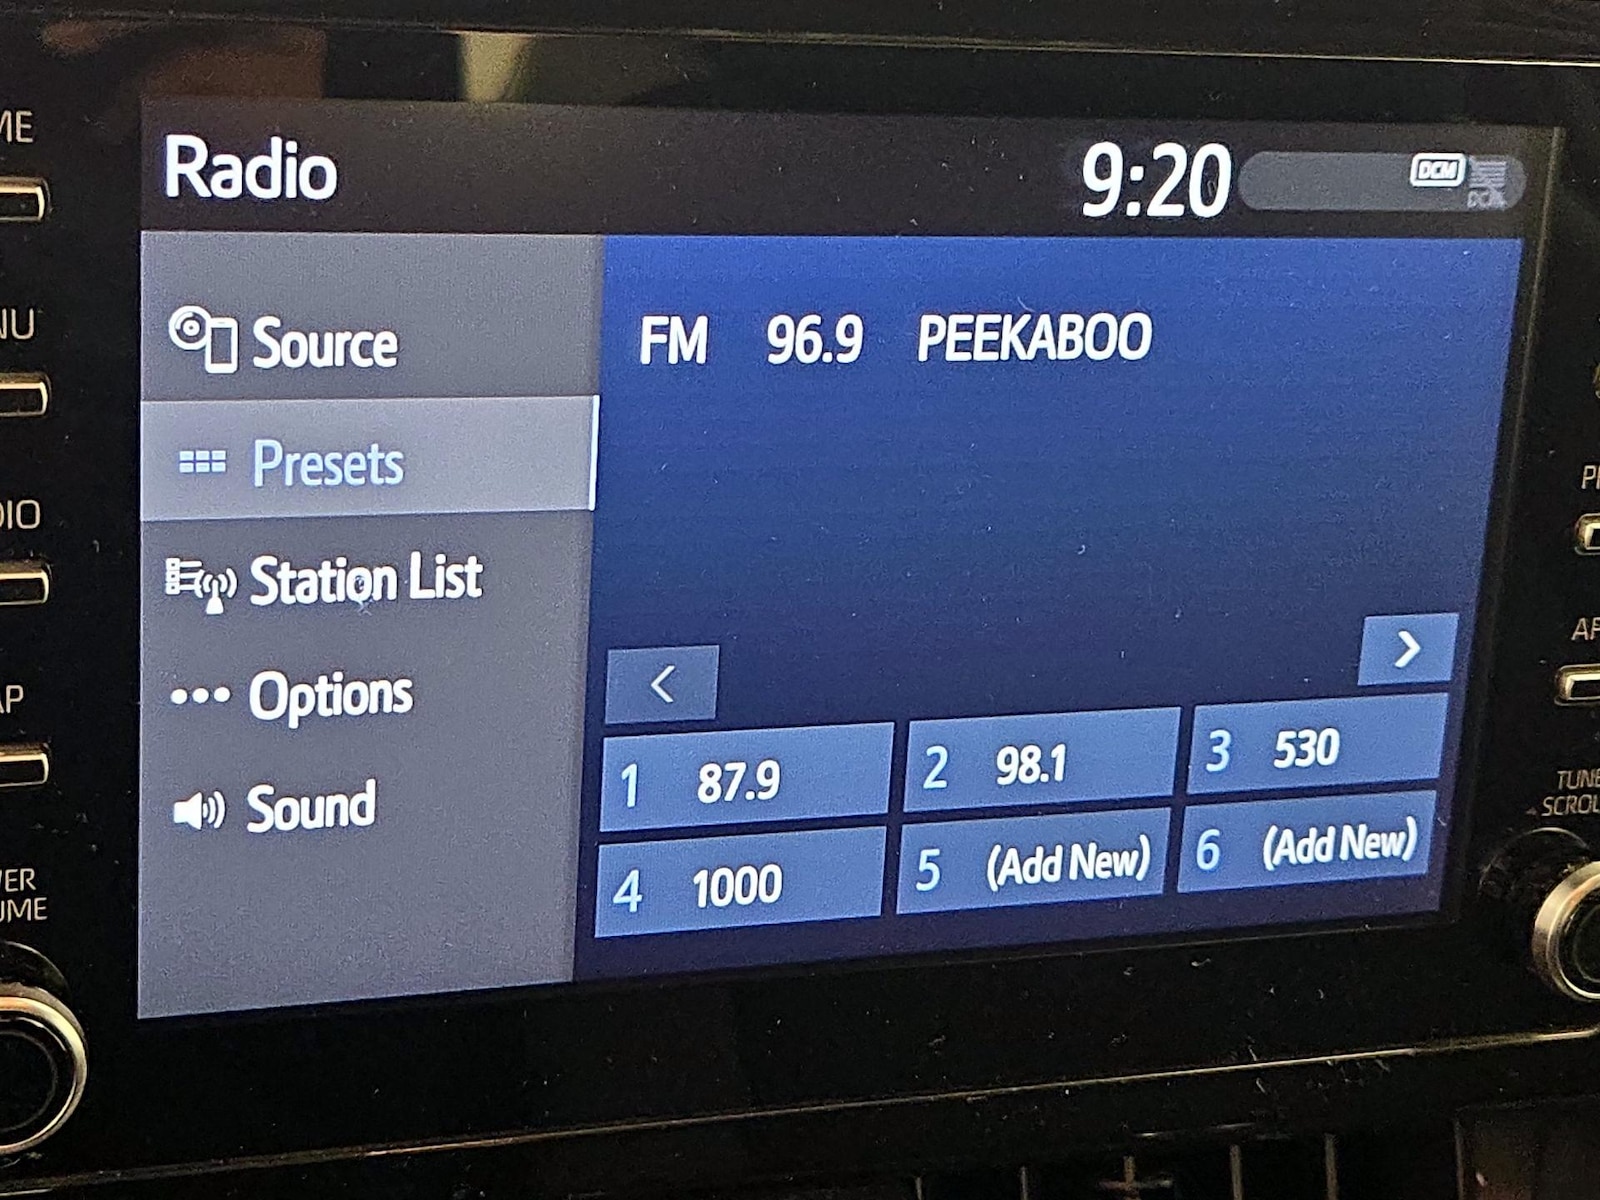 Radio
9:20
DCM
DCM
Source
Presets
Station List
Options
Sound
FM 96.9 PEEKABOO
<
>
1 87.9
2 98.1
3 530
4 1000
5 (Add New)
6 (Add New)